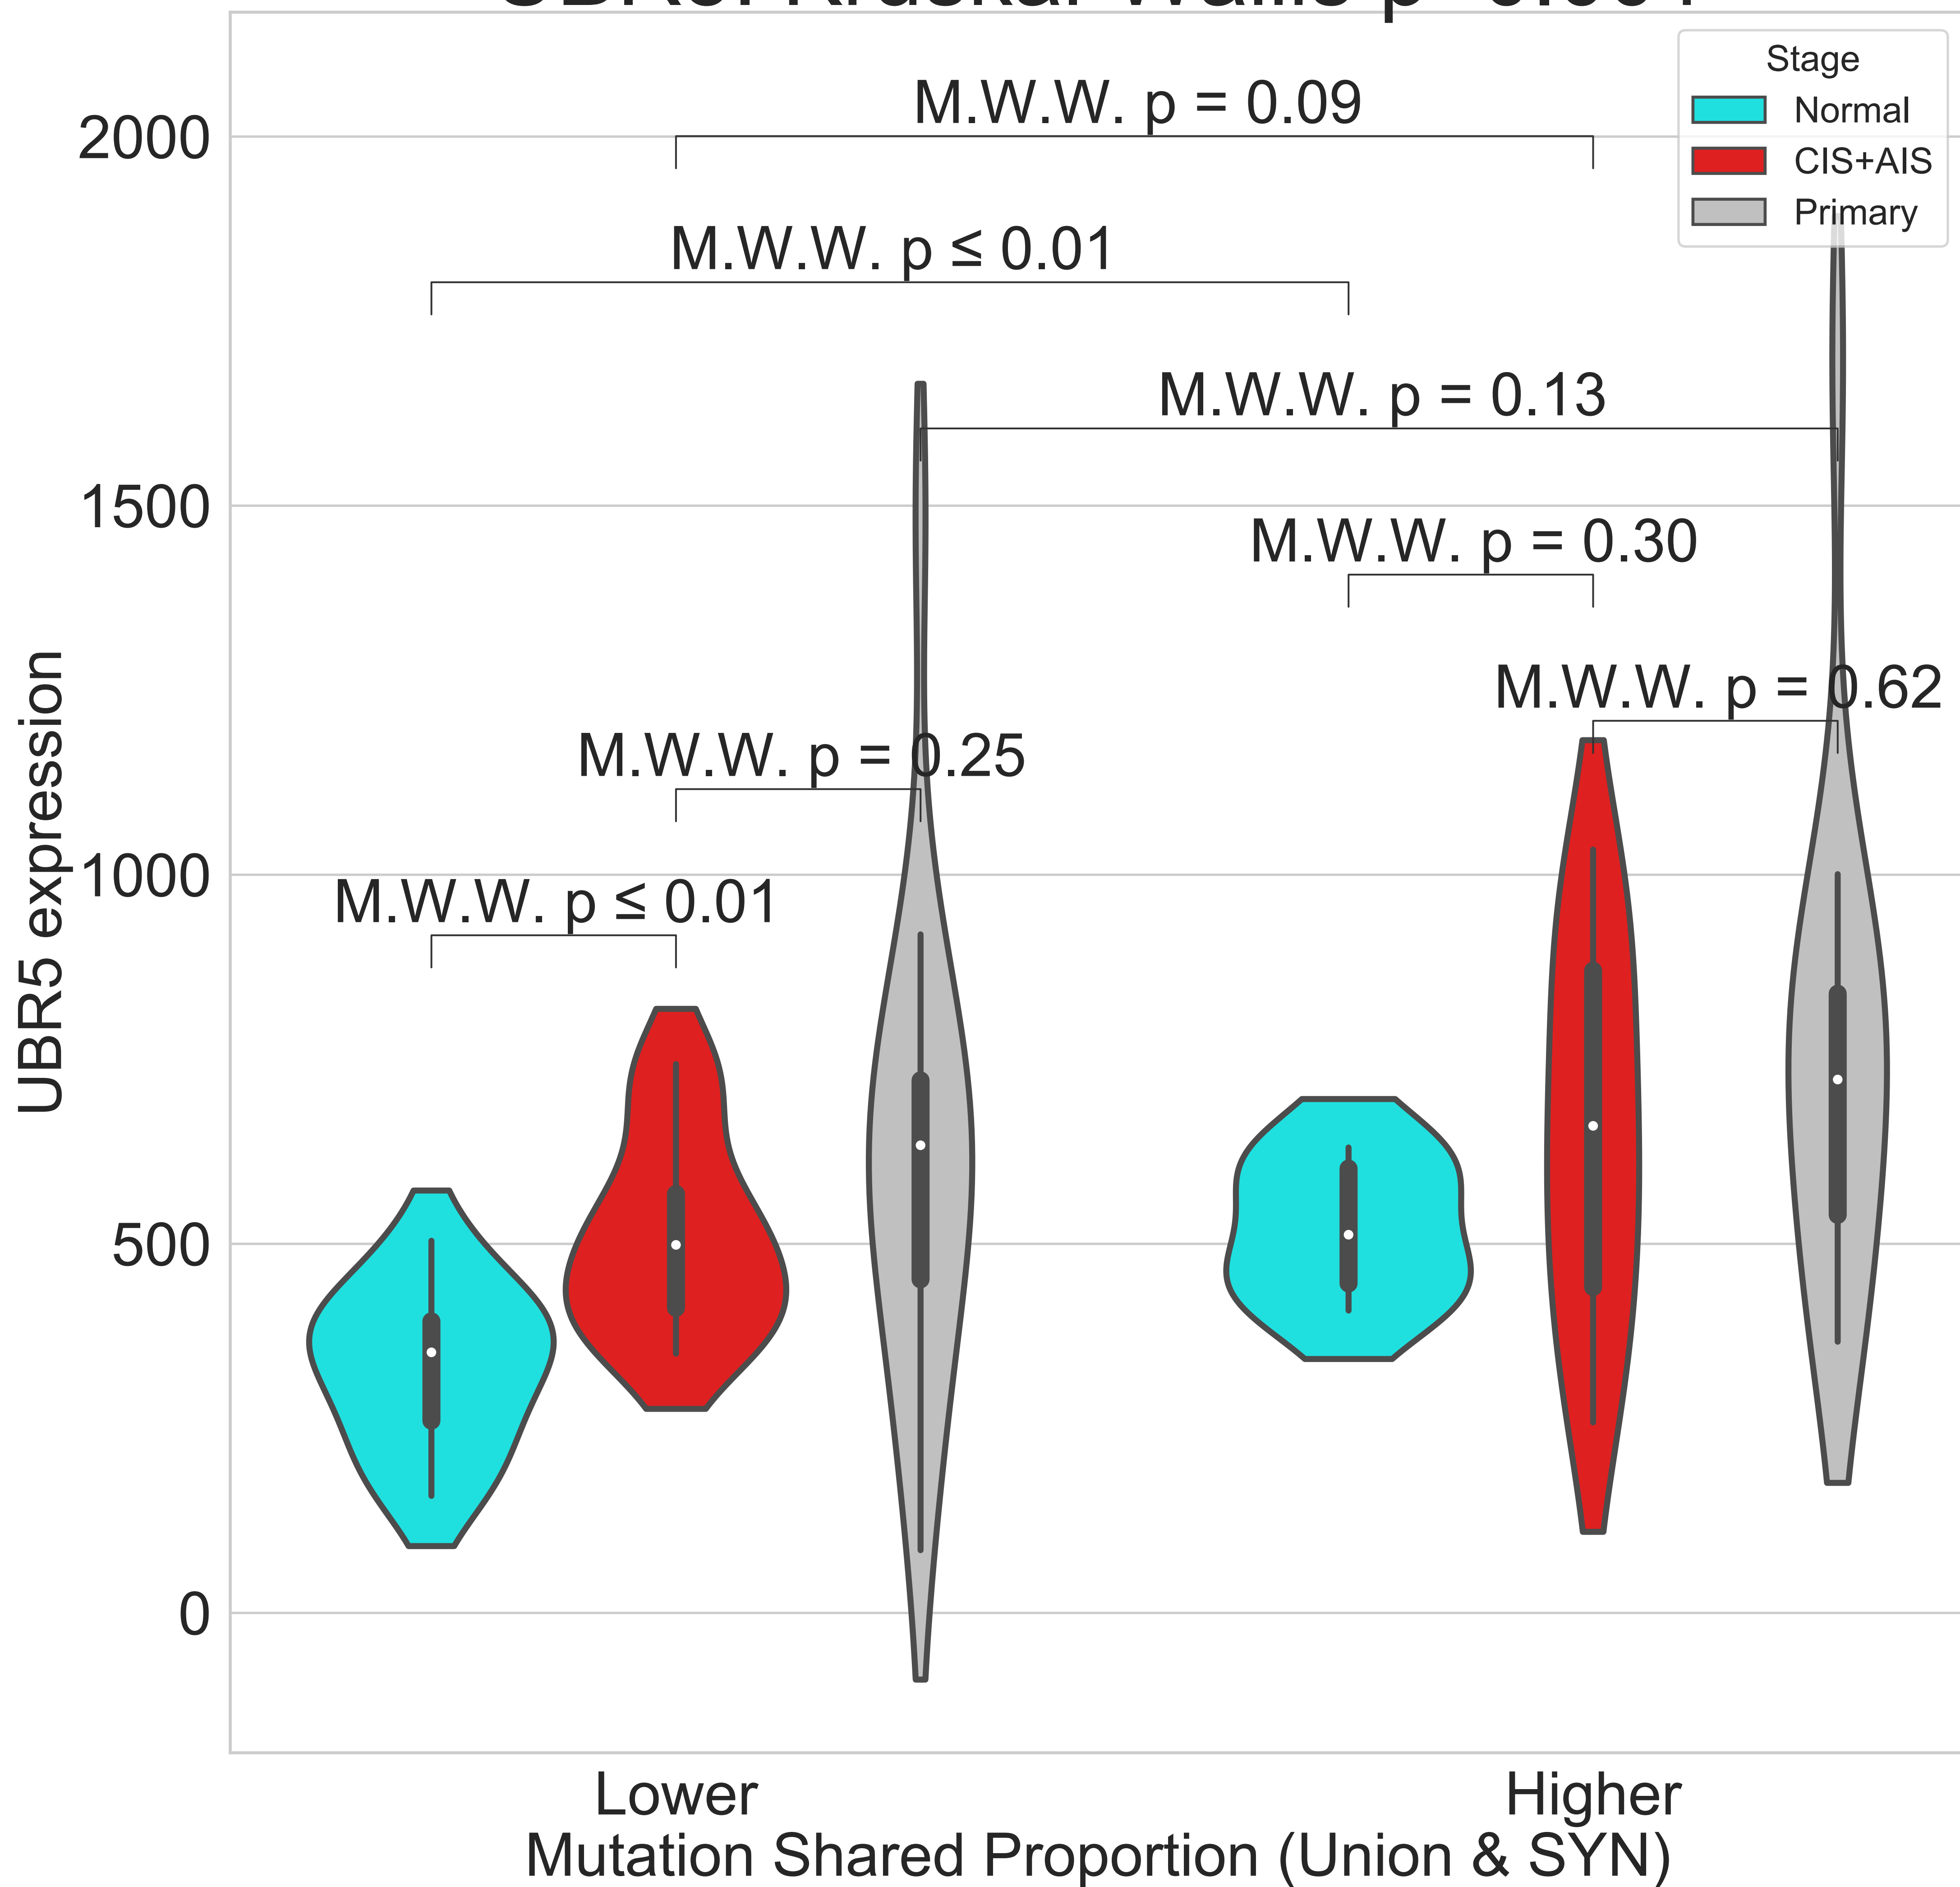 Stage
Normal
CIS+AIS
Primary
M.W.W. p = 0.09
M.W.W. p ≤ 0.01
M.W.W. p = 0.13
M.W.W. p = 0.30
M.W.W. p = 0.62
M.W.W. p = 0.25
M.W.W. p ≤ 0.01
2000
1500
1000
500
0
UBR5 expression
Lower
Higher
Mutation Shared Proportion (Union & SYN)